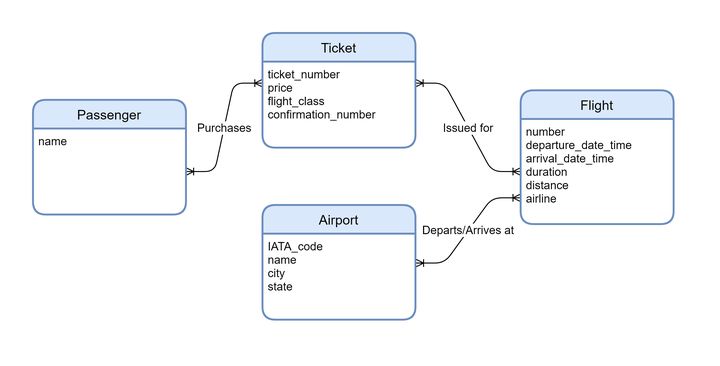 Ticket
ticket_number
price
flight_class
confirmation_number
Passenger
name
Purchases
Issued for
Flight
number
departure_date_time
arrival_date_time
duration
distance
airline
Airport
IATA_code
name
city
state
Departs/Arrives at